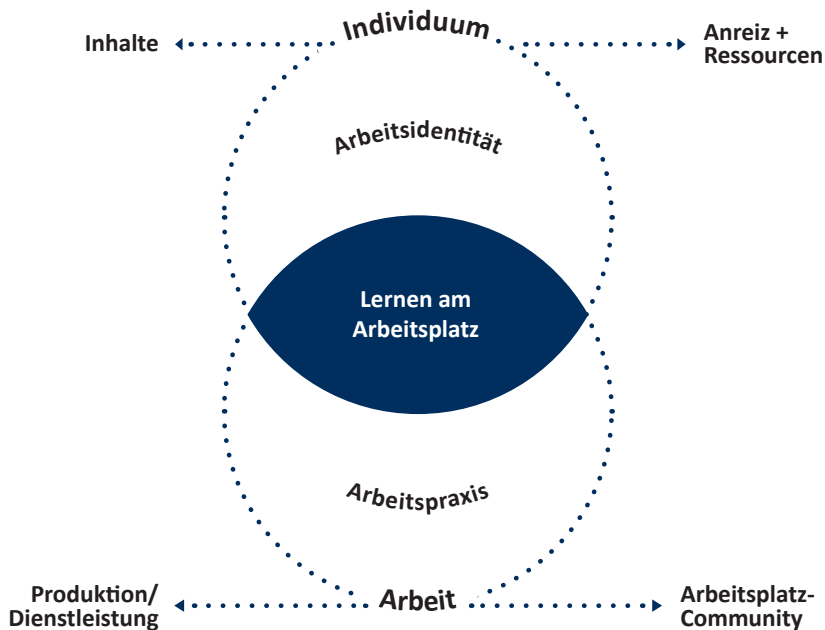 Inhalte
Individuum
Anreiz +
Ressourcen
Arbeitsidentität
Lernen am
Arbeitsplatz
Arbeitspraxis
Produktion/
Dienstleistung
Arbeit
Arbeitsplatz-
Community